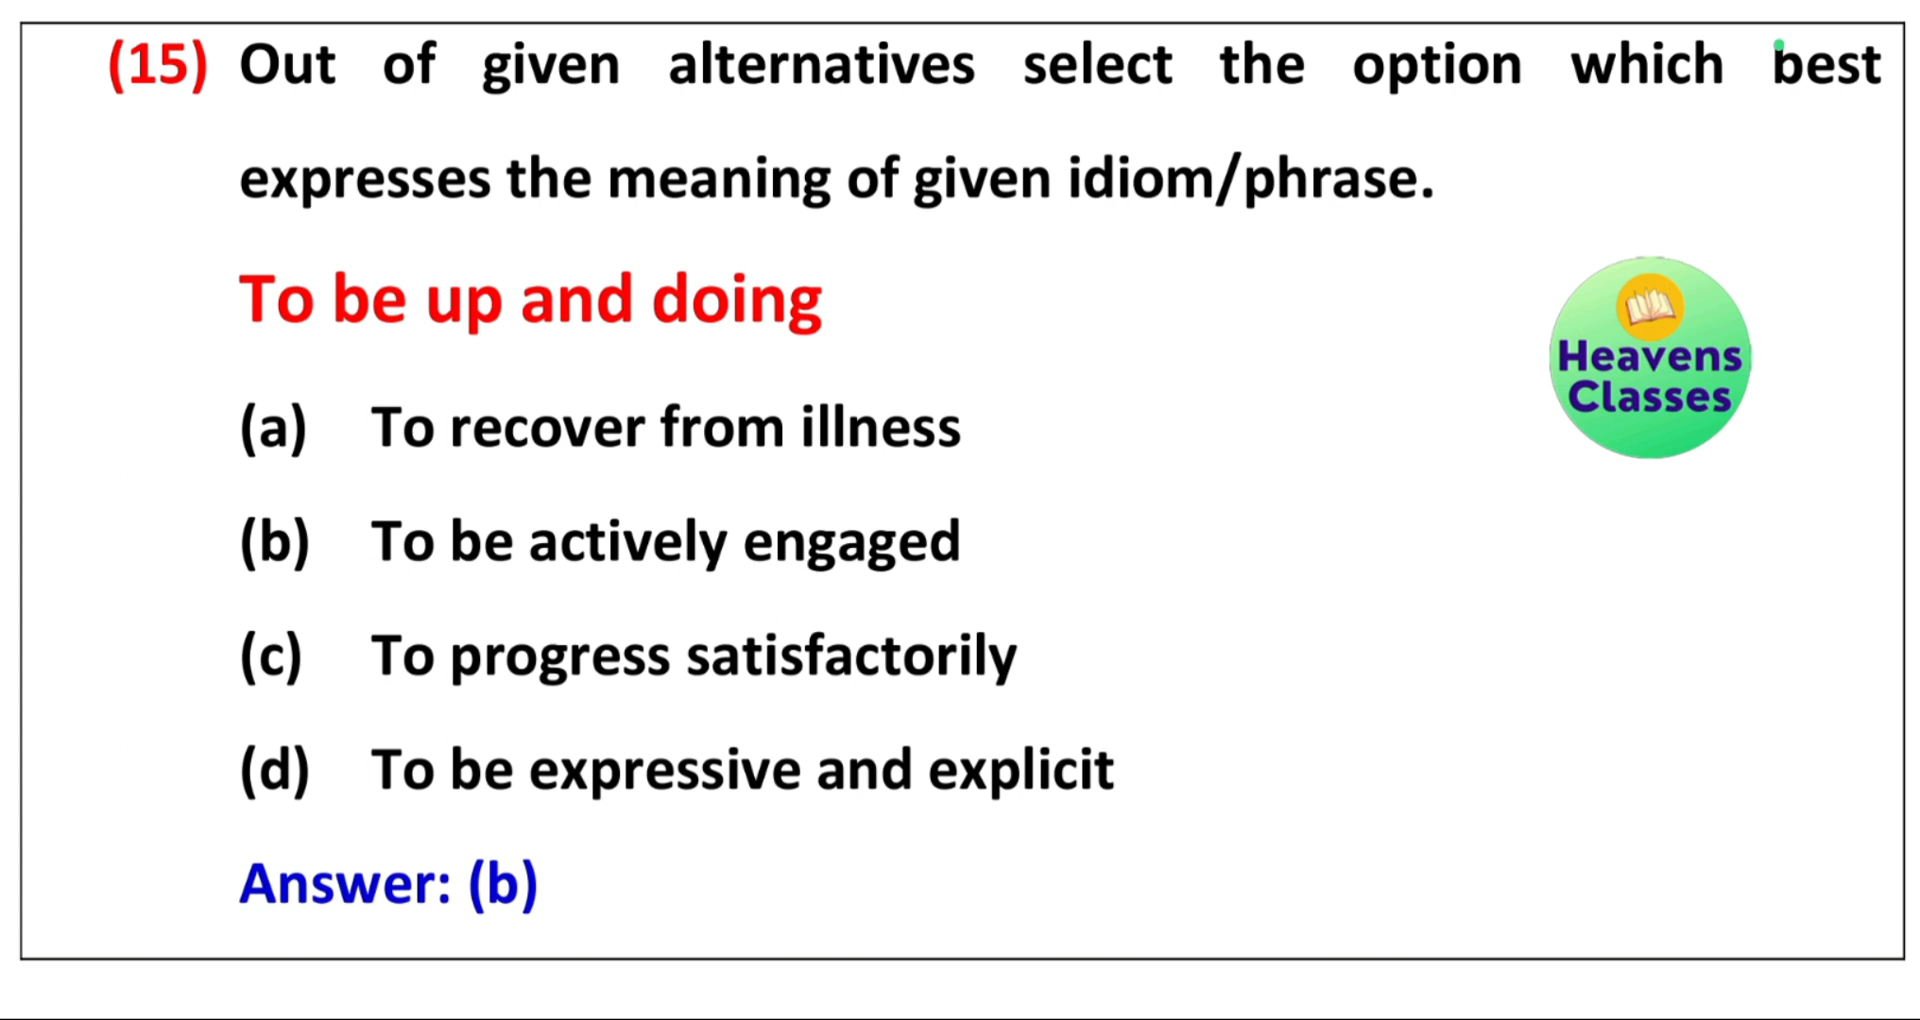 (15) Out of given alternatives select the option which best
expresses the meaning of given idiom/phrase.
To be up and doing
Heavens
Classes
(a) To recover from illness
(b) To be actively engaged
(c) To progress satisfactorily
(d) To be expressive and explicit
Answer: (b)